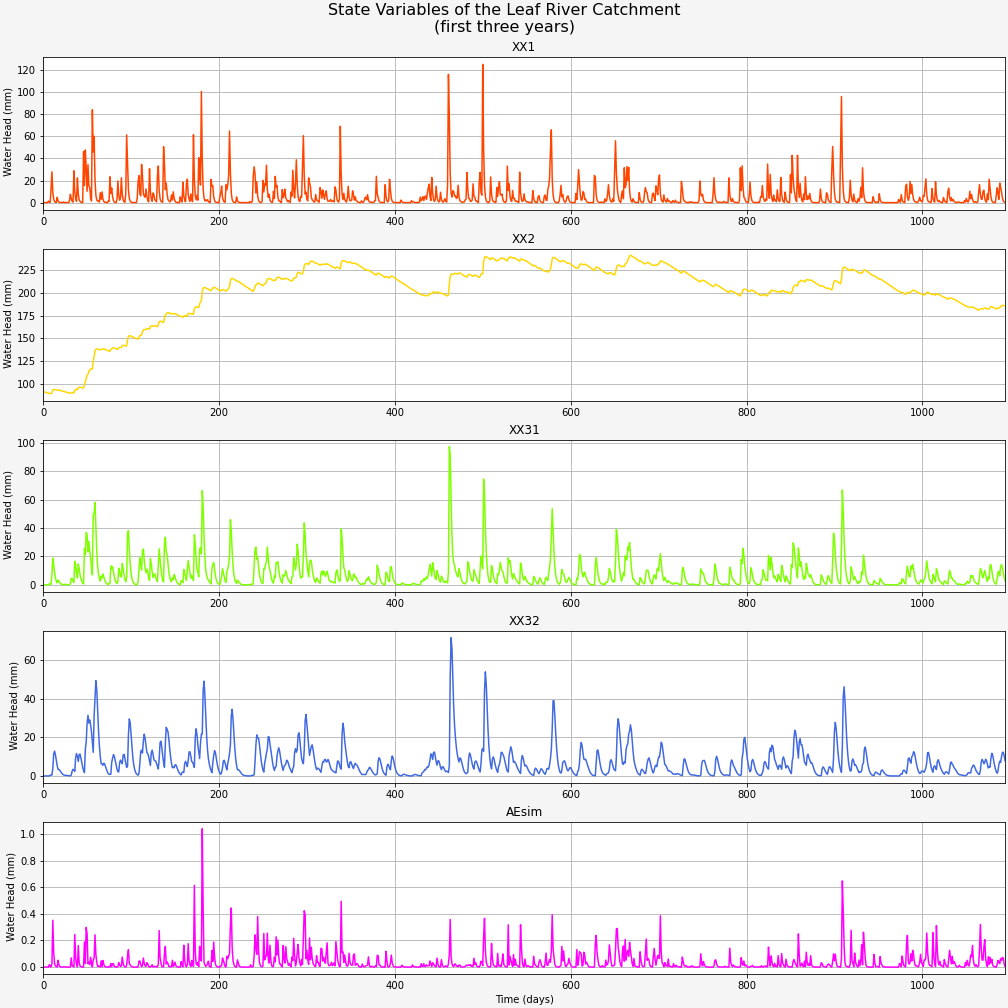 State Variables of the Leaf River Catchment
(first three years)
XX1
Water Head (mm)
120
100
80
60
40
20
0
0 200 400 600 800 1000
XX2
Water Head (mm)
225
200
175
150
125
100
0 200 400 600 800 1000
XX31
Water Head (mm)
100
80
60
40
20
0
0 200 400 600 800 1000
XX32
Water Head (mm)
60
40
20
0
0 200 400 600 800 1000
AEsim
Water Head (mm)
1.0
0.8
0.6
0.4
0.2
0.0
0 200 400 600 800 1000
Time (days)